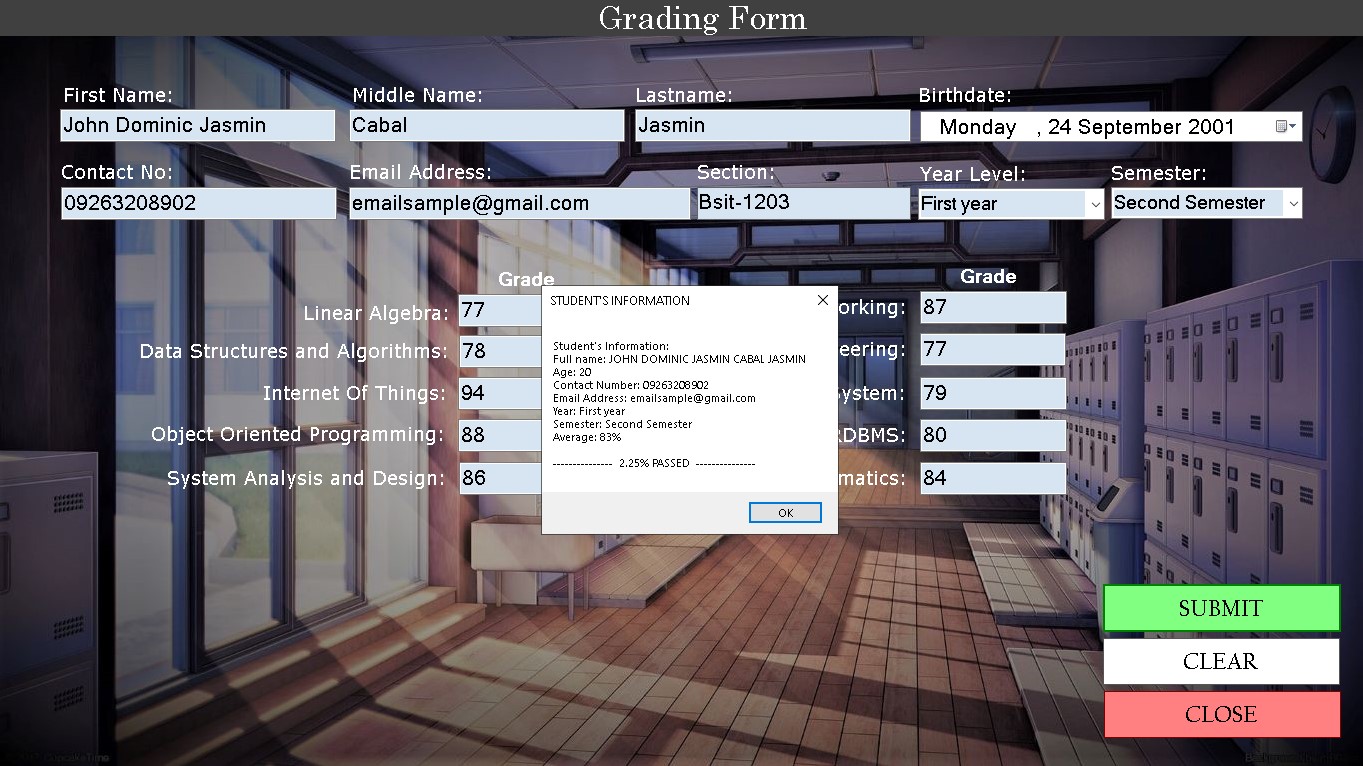 Grading Form
First Name:
Middle Name:
Lastname:
Birthdate:
John Dominic Jasmin
Cabal
Jasmin
Monday , 24 September 2001
Contact No:
Email Address:
Section:
Year Level:
Semester:
09263208902
emailsample@gmail.com
Bsit-1203
First year
Second Semester
Grade
Grade
Linear Algebra: 77
Data Structures and Algorithms: 78
Internet Of Things: 94
Object Oriented Programming: 88
System Analysis and Design: 86
orking: 87
eering: 77
ystem: 79
RDBMS: 80
matics: 84
STUDENT'S INFORMATION
Student's Information:
Full name: JOHN DOMINIC JASMIN CABAL JASMIN
Age: 20
Contact Number: 09263208902
Email Address: emailsample@gmail.com
Year: First year
Semester: Second Semester
Average: 83%
--------------- 2.25% PASSED ---------------
OK
SUBMIT
CLEAR
CLOSE